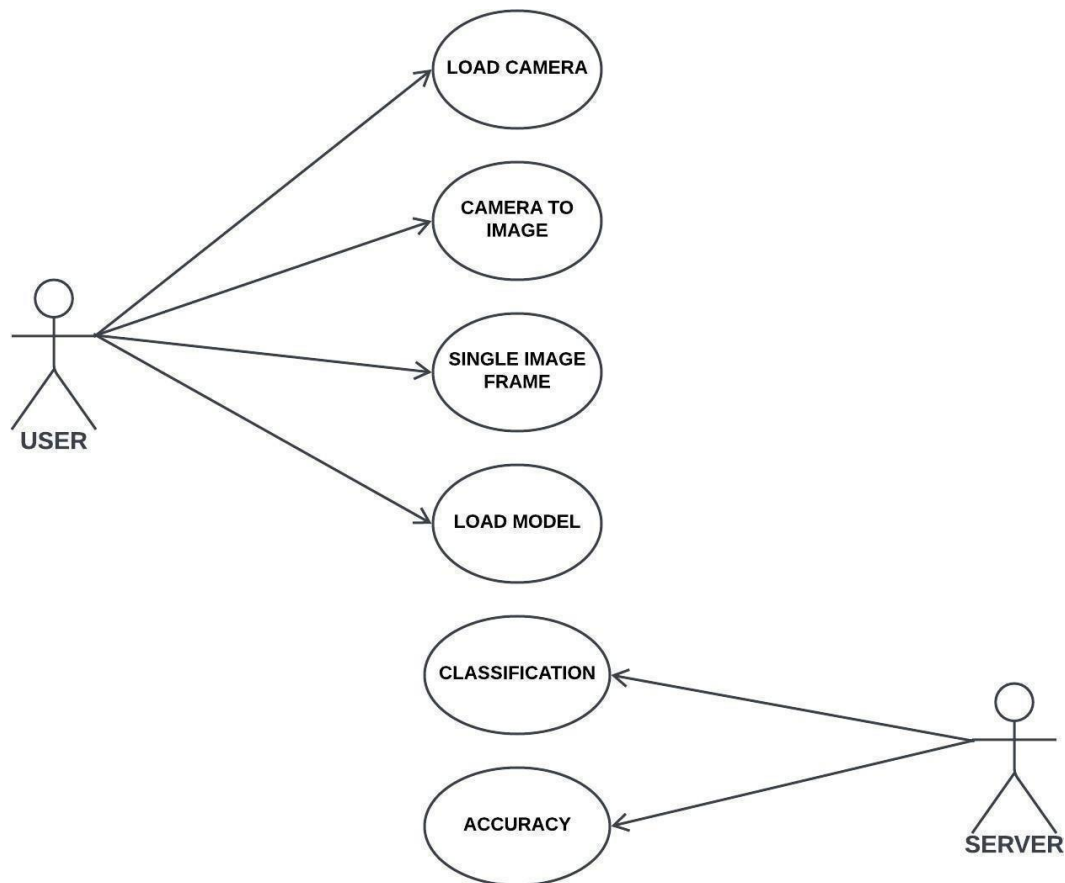 LOAD CAMERA
CAMERA TO
IMAGE
SINGLE IMAGE
FRAME
USER
LOAD MODEL
CLASSIFICATION
ACCURACY
SERVER